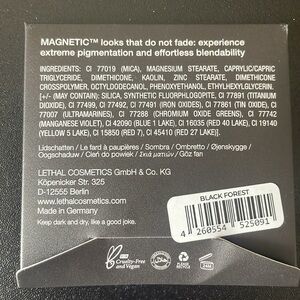 MAGNETIC™ looks that do not fade: experience
extreme pigmentation and effortless blendability
INGREDIENTS: CI 77019 (MICA), MAGNESIUM STEARATE, CAPRYLIC/CAPRIC
TRIGLYCERIDE, DIMETHICONE, KAOLIN, ZINC STEARATE, DIMETHICONE
CROSSPOLYMER, OCTYLDODECANOL, PHENOXYETHANOL, ETHYLHEXYLGLYCERIN.
[+/- (MAY CONTAIN): SILICA, SYNTHETIC FLUORPHLOGOPITE, CI 77891 (TITANIUM
DIOXIDE), CI 77499, CI 77492, CI 77491 (IRON OXIDES), CI 77861 (TIN OXIDE), CI
77007 (ULTRAMARINES), CI 77288 (CHROMIUM OXIDE GREENS), CI 77742
(MANGANESE VIOLET), CI 42090 (BLUE 1 LAKE), CI 16035 (RED 40 LAKE), CI 19140
(YELLOW 5 LAKE), CI 15850 (RED 7), CI 45410 (RED 27 LAKE)].
Lidschatten / Le fard à paupières / Sombra / Ombretto / Øjenskygge /
Oogschaduw / Cień do powiek / Σκιά ματιών / Göz farı
LETHAL COSMETICS GmbH & Co. KG
Köpenicker Str. 325
D-12555 Berlin
www.lethalcosmetics.com
Made in Germany
Keep dark and dry, like a good joke.
BLACK FOREST
4 260554 525091
Cruelty-Free
and Vegan
PLEASE
RECYCLE
24M